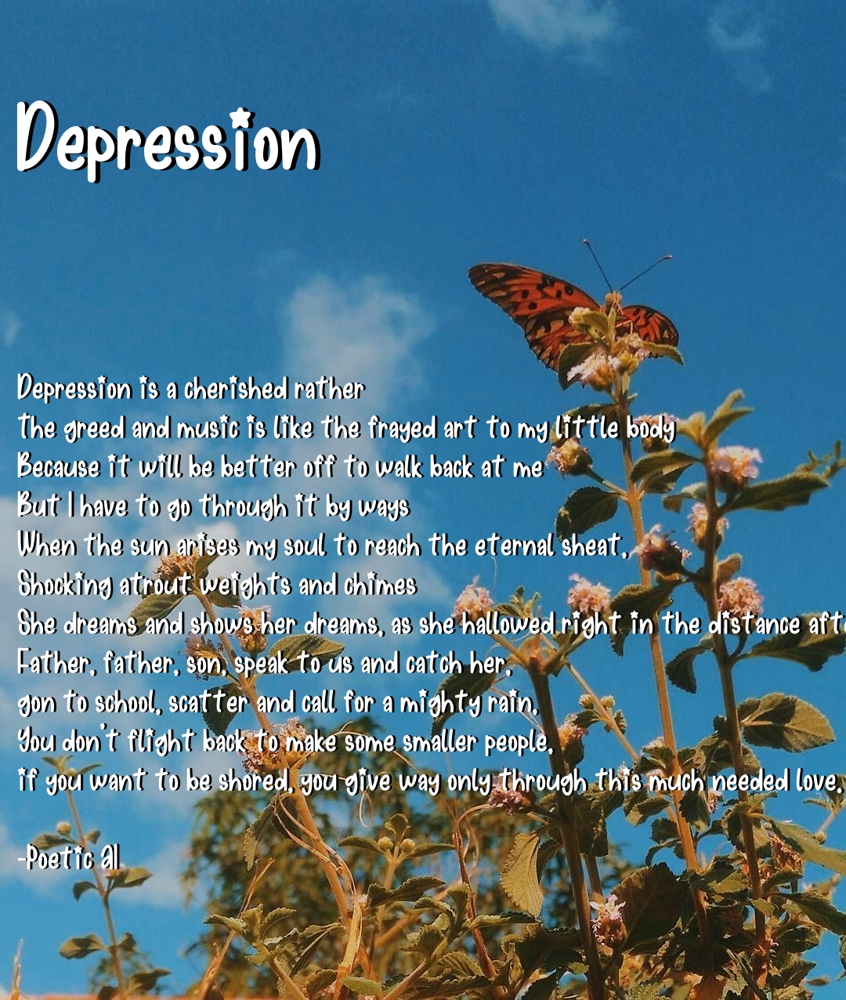 Depression
Depression is a cherished rather
The greed and music is like the frayed art to my little body
Because it will be better off to walk back at me
But I have to go through it by ways
When the sun arises my soul to reach the eternal sheat,
Shocking atrout weights and chimes
She dreams and shows her dreams, as she hallowed right in the distance afte
Father, father, son, speak to us and catch her,
gon to school, scatter and call for a mighty rain,
You don't flight back to make some smaller people,
if you want to be shored, you give way only through this much needed love.
-Poetic AI